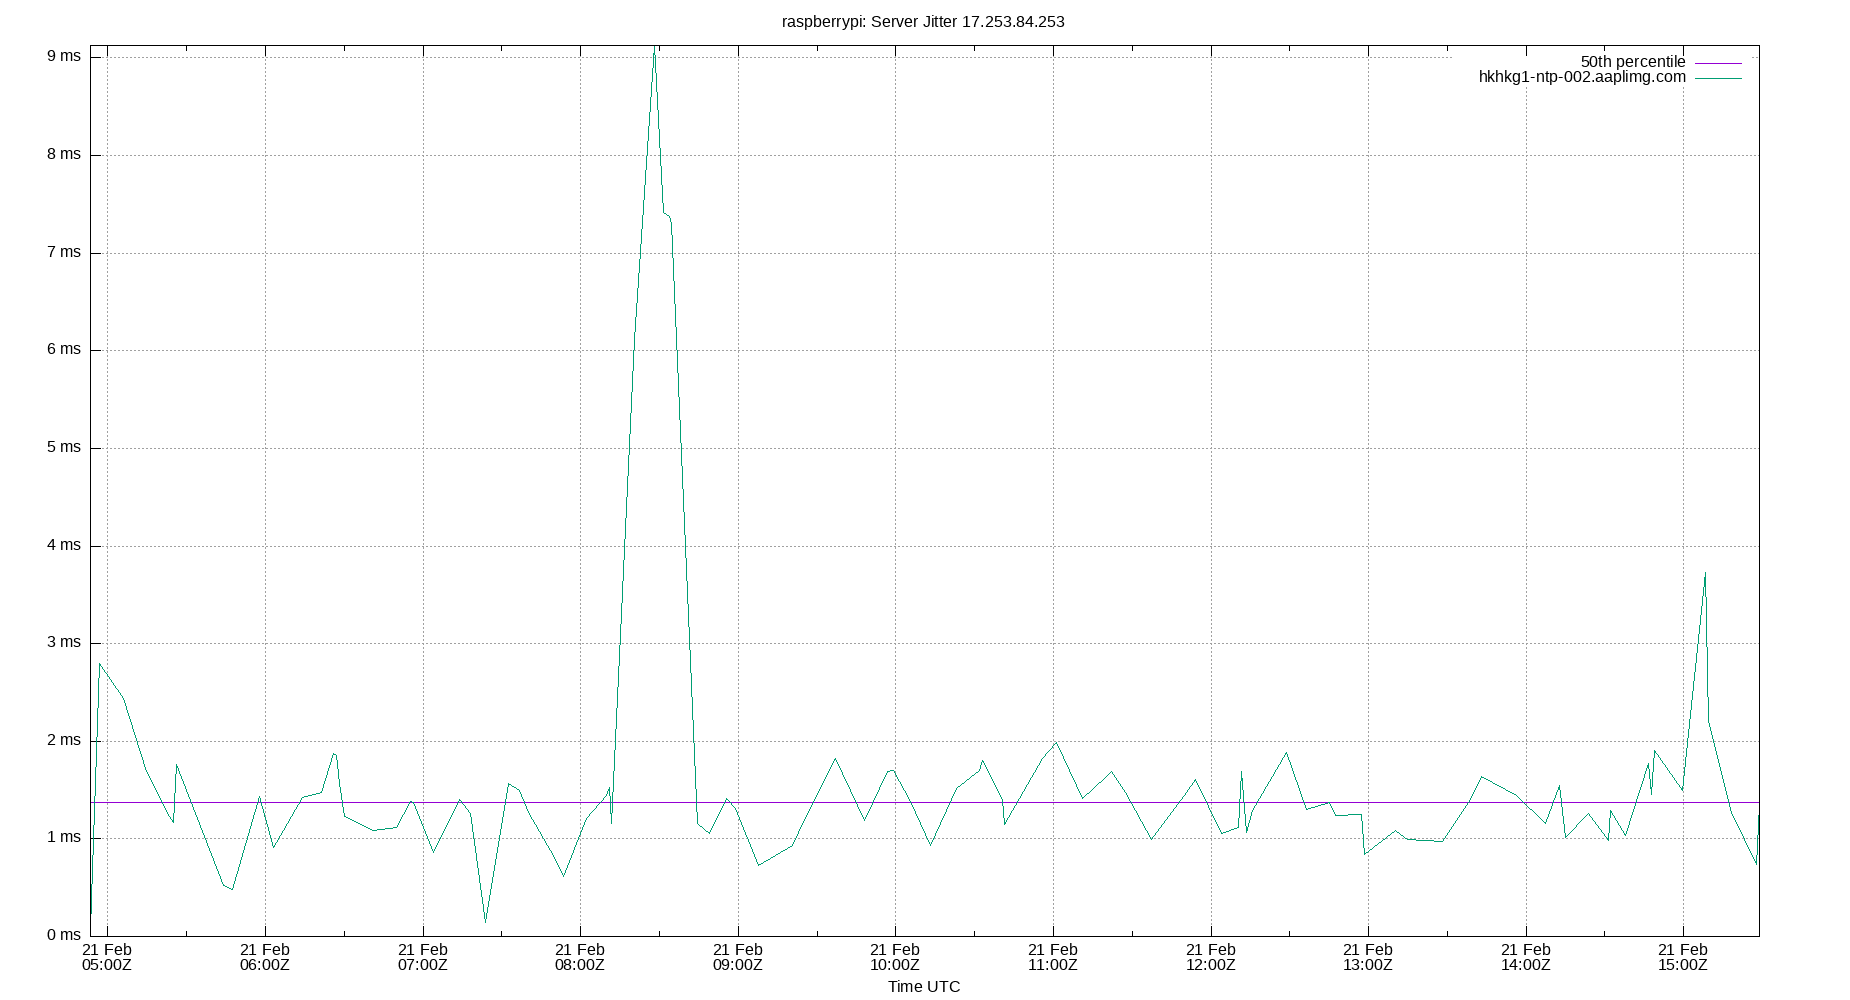 raspberrypi: Server Jitter 17.253.84.253
50th percentile
hkhkg1-ntp-002.aaplimg.com
9 ms
8 ms
7 ms
6 ms
5 ms
4 ms
3 ms
2 ms
1 ms
0 ms
21 Feb 21 Feb 21 Feb 21 Feb 21 Feb 21 Feb 21 Feb 21 Feb 21 Feb 21 Feb 21 Feb
05:00Z 06:00Z 07:00Z 08:00Z 09:00Z 10:00Z 11:00Z 12:00Z 13:00Z 14:00Z 15:00Z
Time UTC